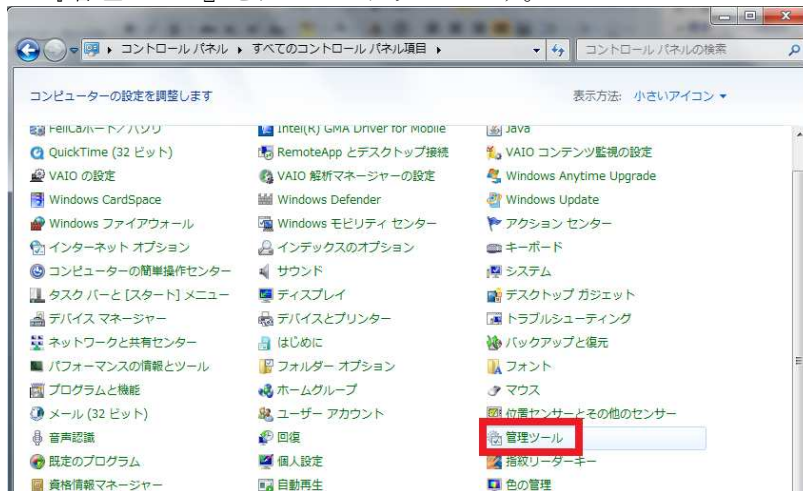 コントロール パネル ▸ すべてのコントロール パネル項目 ▸
コントロール パネルの検索
コンピューターの設定を調整します
表示方法: 小さいアイコン
FeliCaポート/パソリ
Intel(R) GMA Driver for Mobile
Java
QuickTime (32 ビット)
RemoteApp とデスクトップ接続
VAIO コンテンツ監視の設定
VAIO の設定
VAIO 解析マネージャーの設定
Windows Anytime Upgrade
Windows CardSpace
Windows Defender
Windows Update
Windows ファイアウォール
Windows モビリティ センター
アクション センター
インターネット オプション
インデックスのオプション
キーボード
コンピューターの簡単操作センター
サウンド
システム
タスク バーと [スタート] メニュー
ディスプレイ
デスクトップ ガジェット
デバイス マネージャー
デバイスとプリンター
トラブルシューティング
ネットワークと共有センター
はじめに
バックアップと復元
パフォーマンスの情報とツール
フォルダー オプション
フォント
プログラムと機能
ホームグループ
マウス
メール (32 ビット)
ユーザー アカウント
位置センサーとその他のセンサー
音声認識
回復
管理ツール
既定のプログラム
個人設定
指紋リーダーキー
資格情報マネージャー
自動再生
色の管理